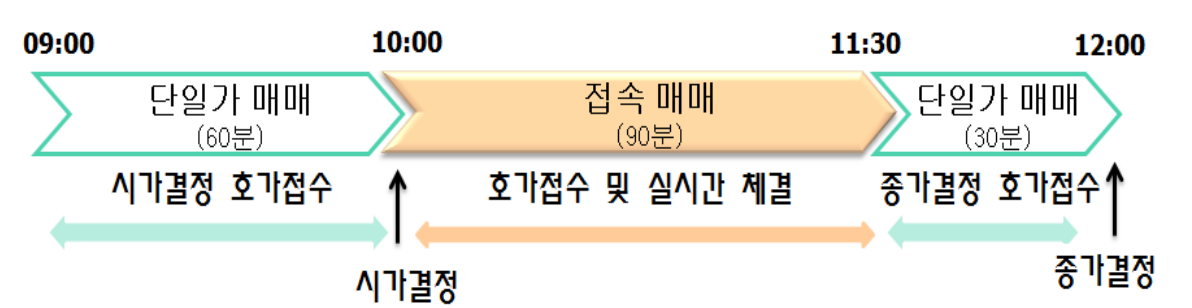 09:00 10:00 11:30 12:00
단일가 매매 접속 매매 단일가 매매
(60분) (90분) (30분)
시가결정 호가접수 호가접수 및 실시간 체결 종가결정 호가접수
시가결정 종가결정